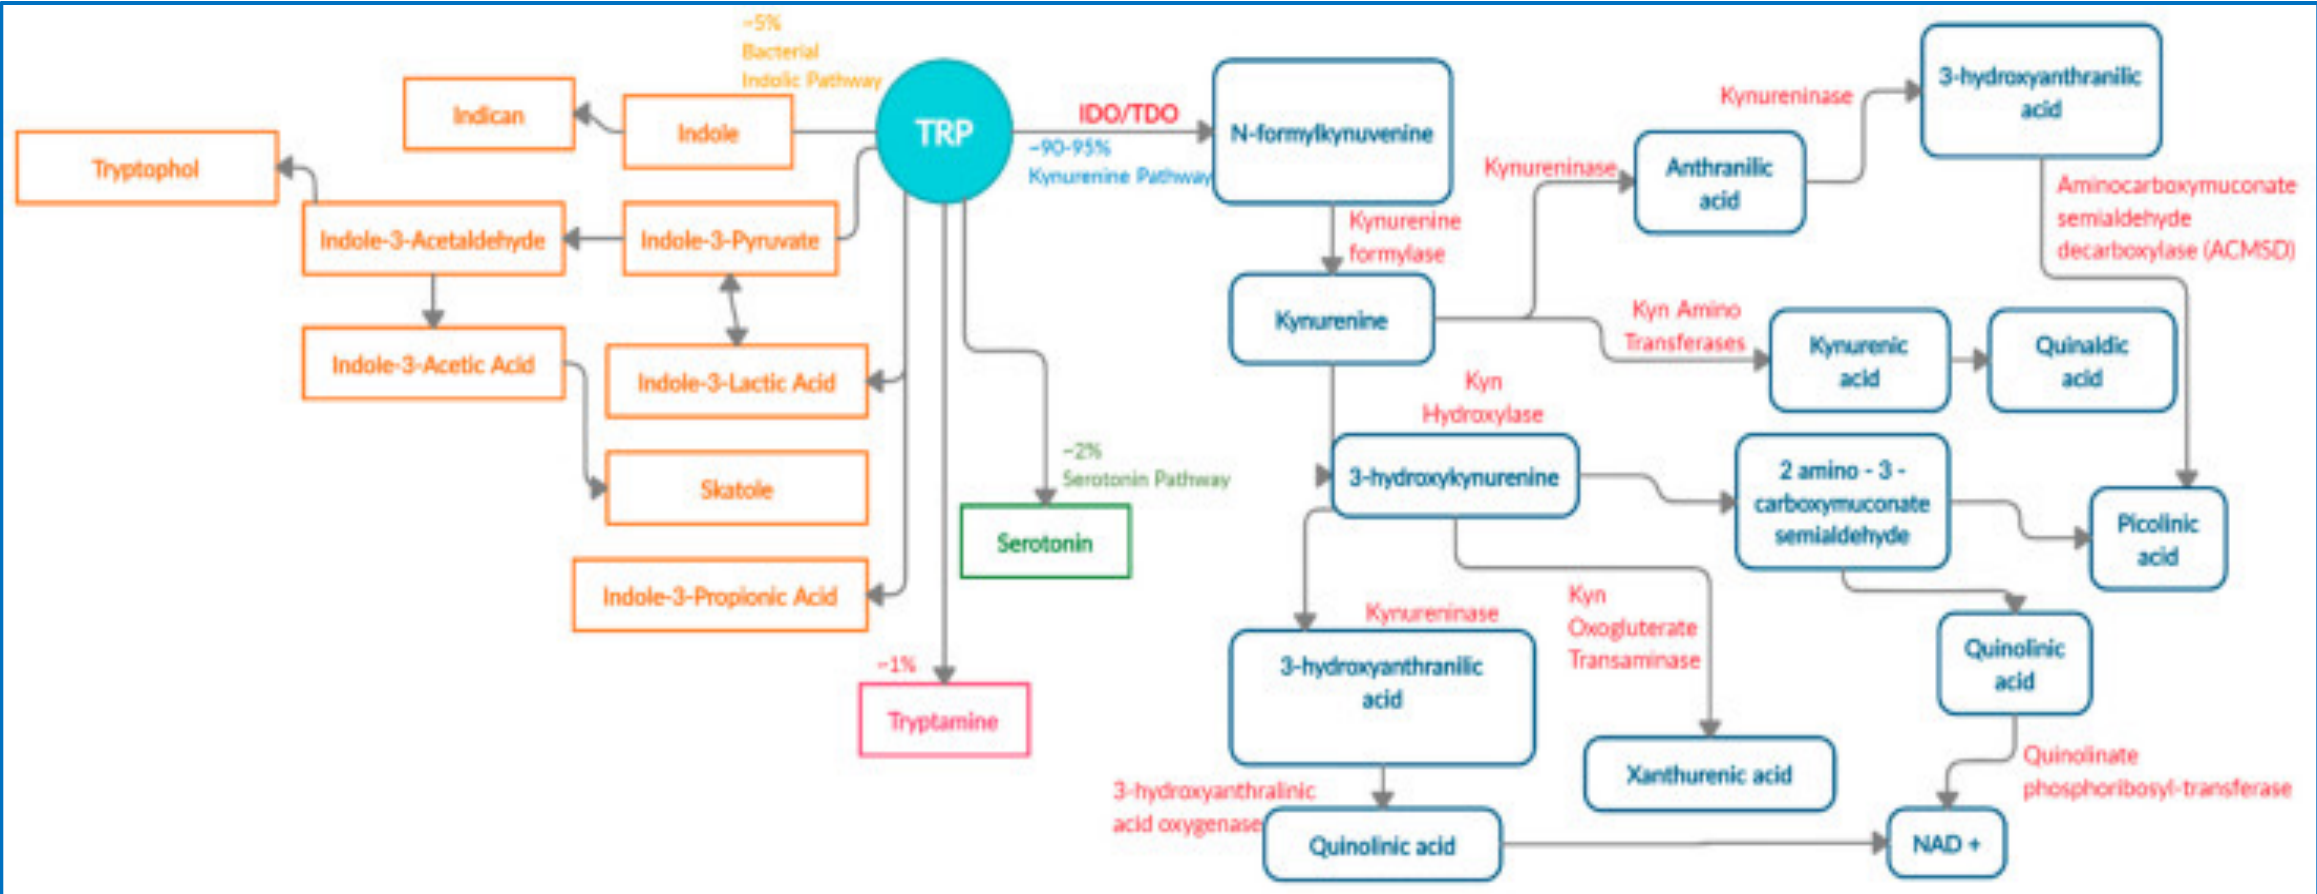 ~5%
Bacterial
Indolic Pathway
Indican
Indole
TRP
IDO/TDO
~90-95%
Kynurenine Pathway
N-formylkynuvenine
Tryptophol
Indole-3-Acetaldehyde
Indole-3-Pyruvate
Indole-3-Acetic Acid
Indole-3-Lactic Acid
Skatole
Indole-3-Propionic Acid
~2%
Serotonin Pathway
Serotonin
~1%
Tryptamine
Kynurenine
formylase
Kynurenine
Kynureninase
Anthranilic
acid
Kynureninase
3-hydroxyanthranilic
acid
Aminocarboxymuconate
semialdehyde
decarboxylase (ACMSD)
Kyn Amino
Transferases
Kynurenic
acid
Quinaldic
acid
Kyn
Hydroxylase
3-hydroxykynurenine
2 amino - 3 -
carboxymuconate
semialdehyde
Picolinic
acid
Kynureninase
3-hydroxyanthranilic
acid
Kyn
Oxogluterate
Transaminase
Xanthurenic acid
Quinolinic
acid
Quinolinate
phosphoribosyl-transferase
3-hydroxyanthralinic
acid oxygenase
Quinolinic acid
NAD +